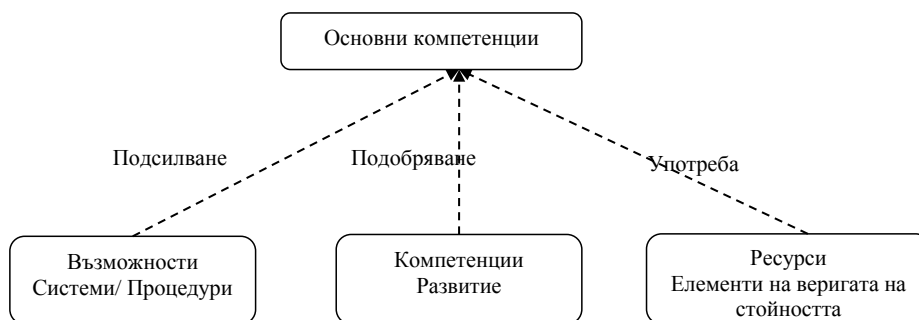 Основни компетенции
Подсилване
Подобряване
Употреба
Възможности
Системи/ Процедури
Компетенции
Развитие
Ресурси
Елементи на веригата на
стойността